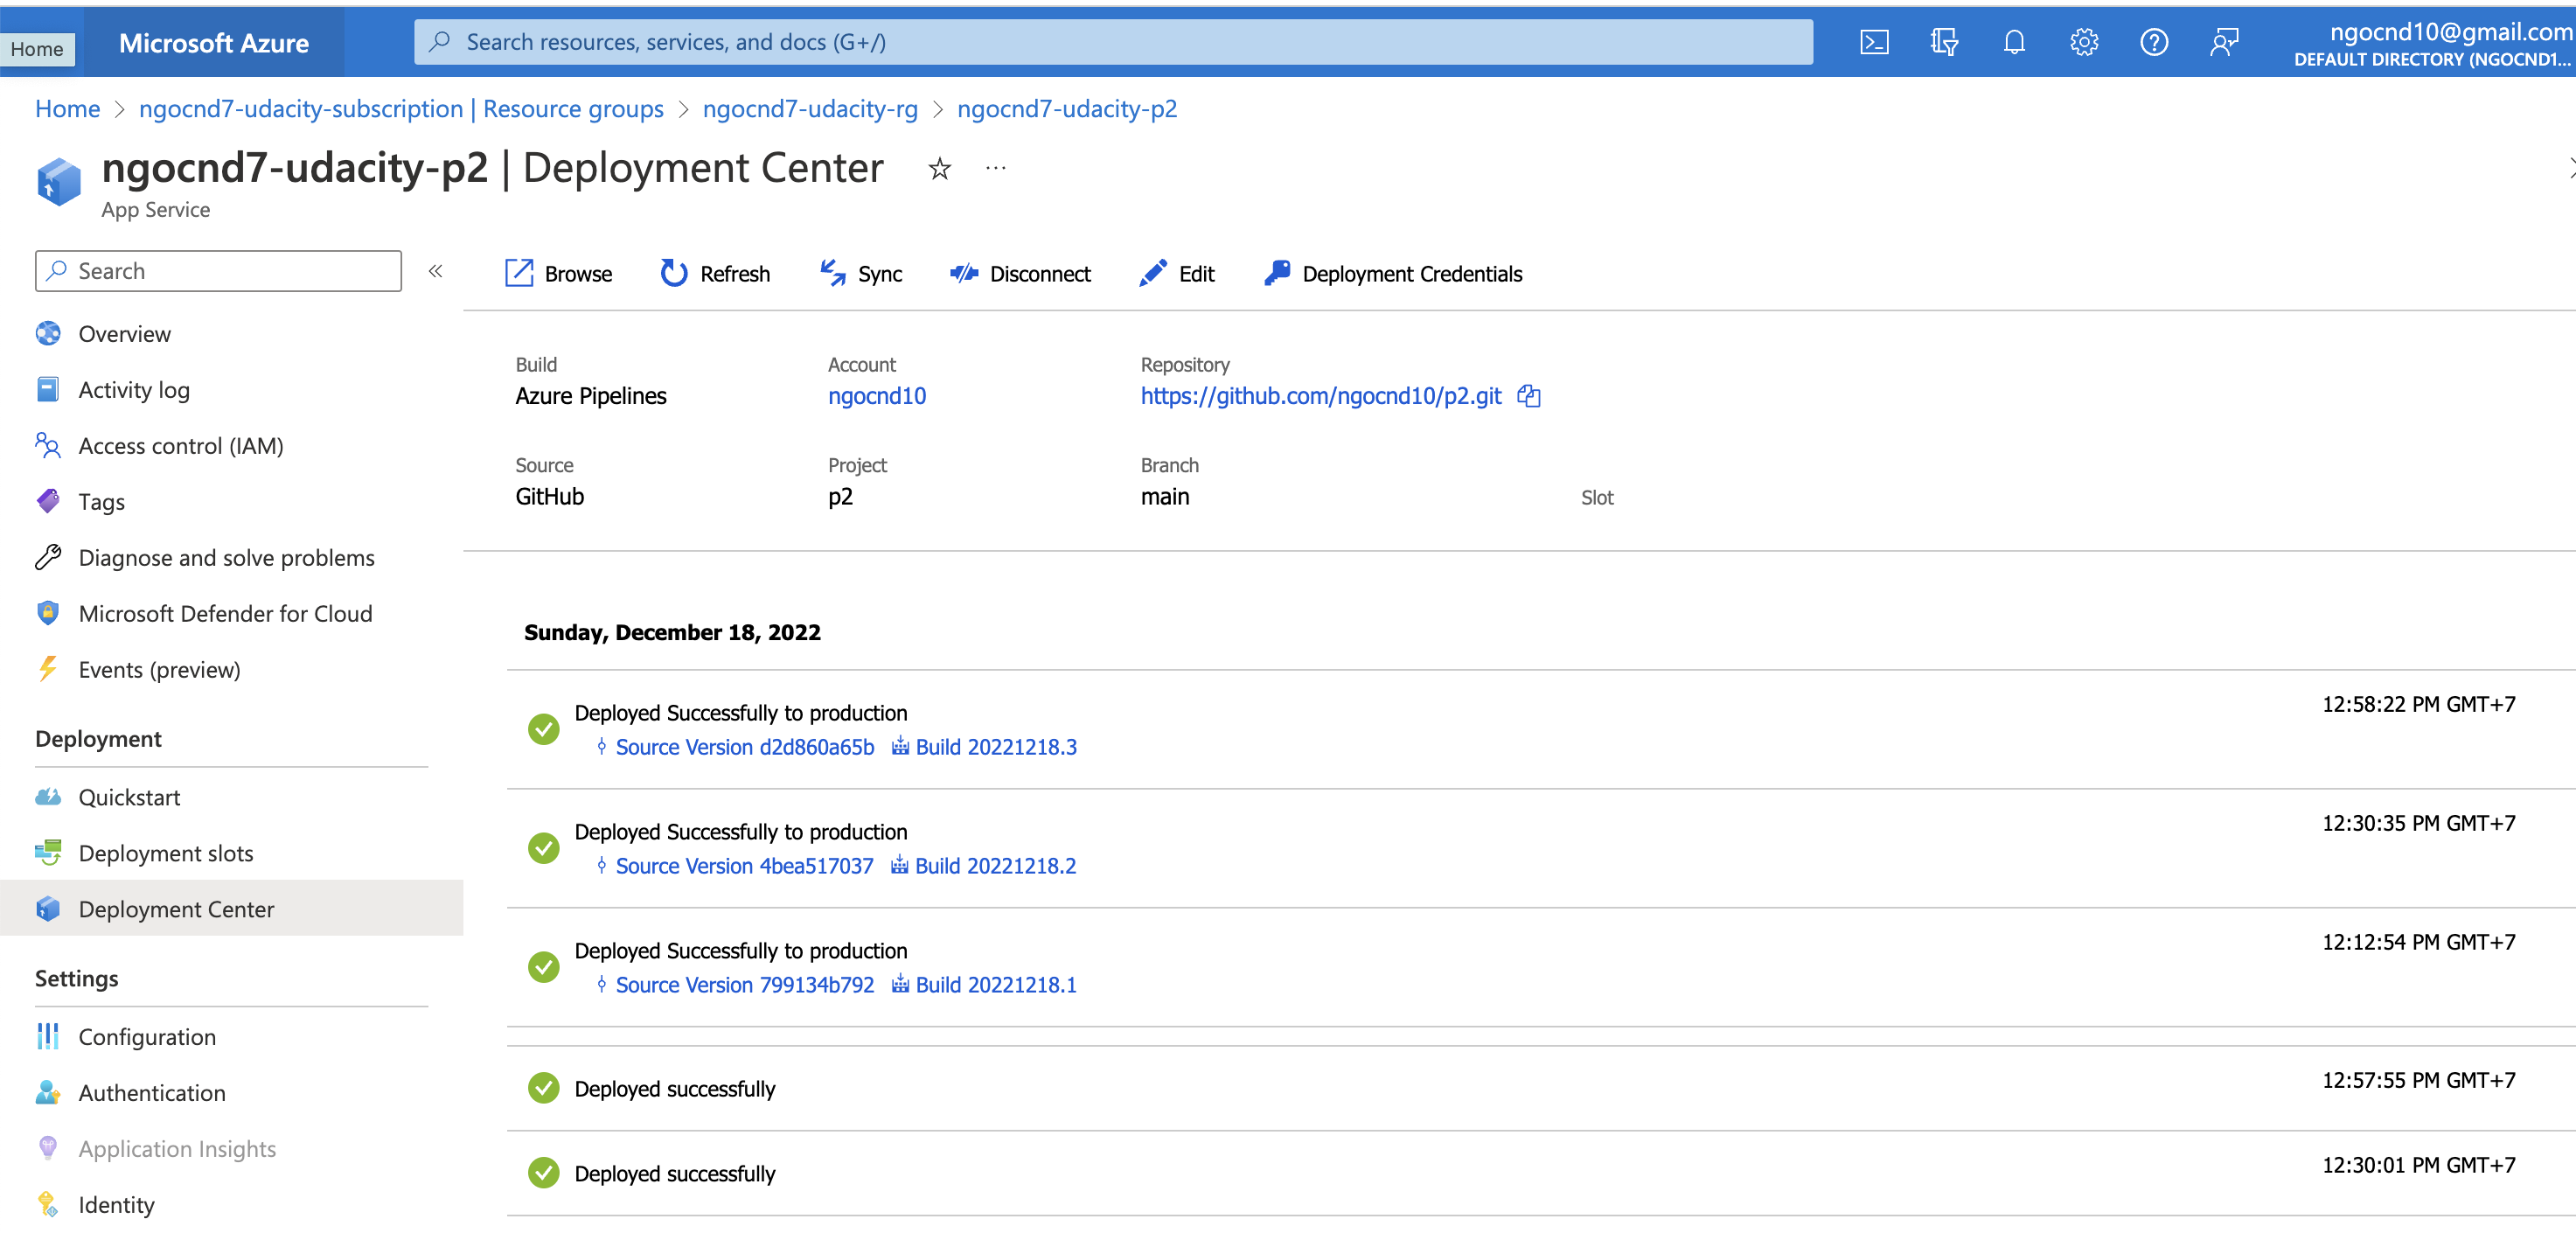 Home
Microsoft Azure
Search resources, services, and docs (G+/)
ngocnd10@gmail.com
DEFAULT DIRECTORY (NGOCND1...
Home > ngocnd7-udacity-subscription | Resource groups > ngocnd7-udacity-rg > ngocnd7-udacity-p2
ngocnd7-udacity-p2 | Deployment Center ☆ ...
App Service
Search
Overview
Activity log
Access control (IAM)
Tags
Diagnose and solve problems
Microsoft Defender for Cloud
Events (preview)
Deployment
Quickstart
Deployment slots
Deployment Center
Settings
Configuration
Authentication
Application Insights
Identity
Browse Refresh Sync Disconnect Edit Deployment Credentials
Build Account Repository
Azure Pipelines ngocnd10 https://github.com/ngocnd10/p2.git
Source Project Branch
GitHub p2 main Slot
Sunday, December 18, 2022
Deployed Successfully to production 12:58:22 PM GMT+7
Source Version d2d860a65b Build 20221218.3
Deployed Successfully to production 12:30:35 PM GMT+7
Source Version 4bea517037 Build 20221218.2
Deployed Successfully to production 12:12:54 PM GMT+7
Source Version 799134b792 Build 20221218.1
Deployed successfully 12:57:55 PM GMT+7
Deployed successfully 12:30:01 PM GMT+7